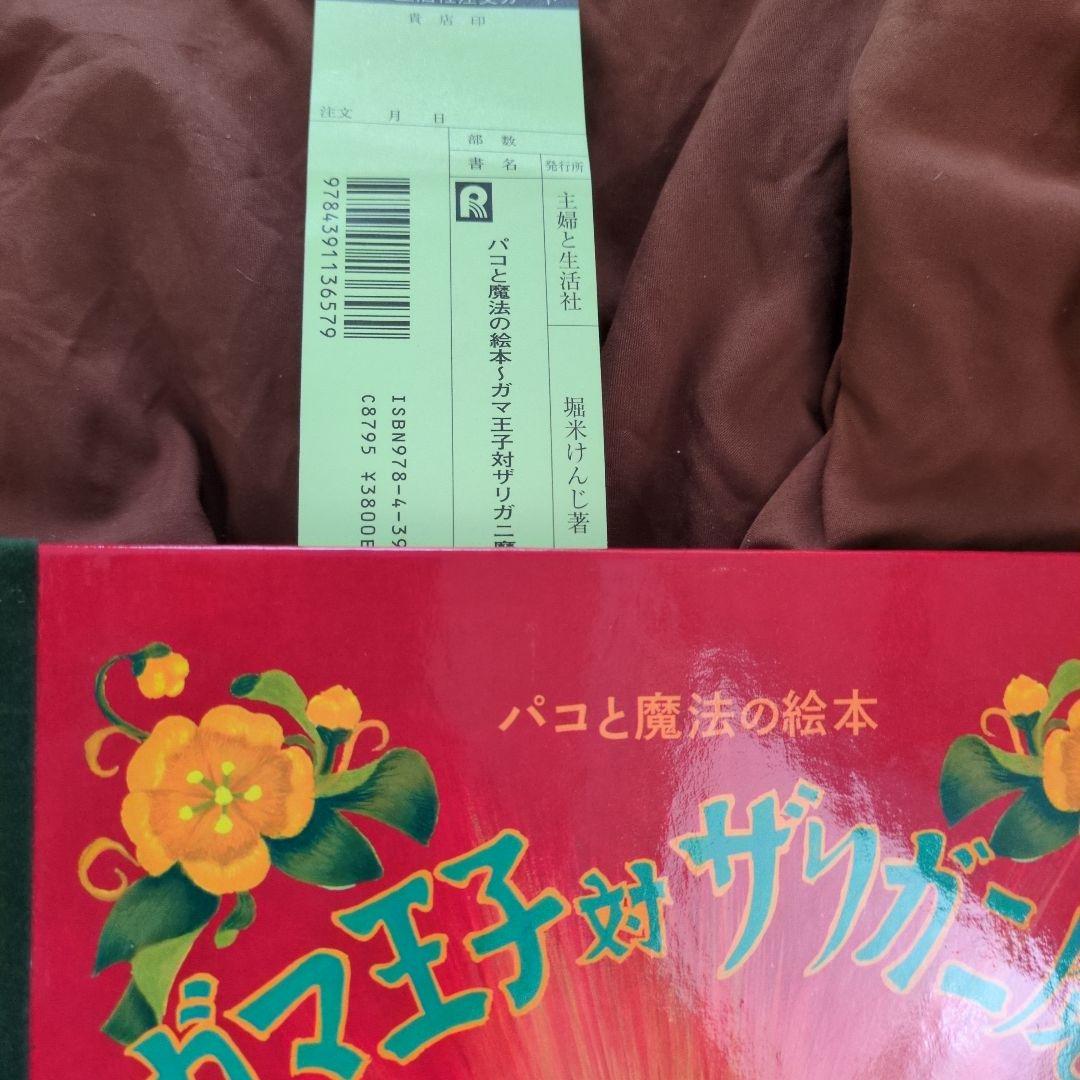 貴店印
注文 月 日
部数
書名
発行所
主婦と生活社
パコと魔法の絵本～ガマ王子対ザリガニ魔
堀米けんじ著
9784391136579
ISBN978-4-39
C8795 ¥3800E
パコと魔法の絵本
ガマ王子対ザリガニ